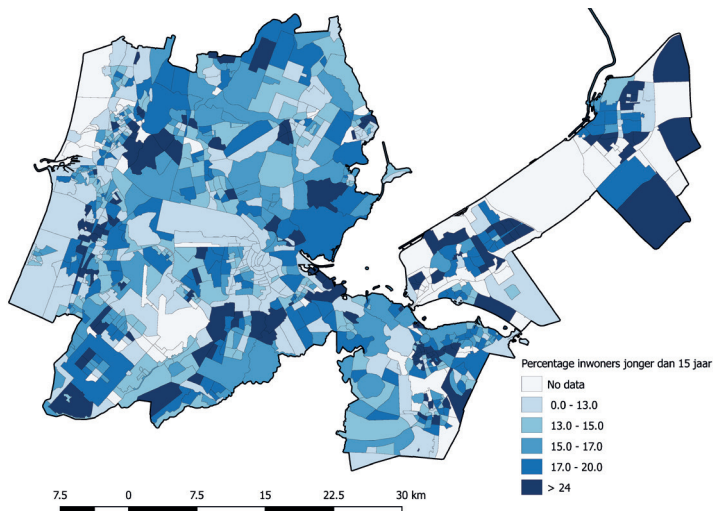 Percentage inwoners jonger dan 15 jaar
No data
0.0 - 13.0
13.0 - 15.0
15.0 - 17.0
17.0 - 20.0
> 24
7.5 0 7.5 15 22.5 30 km